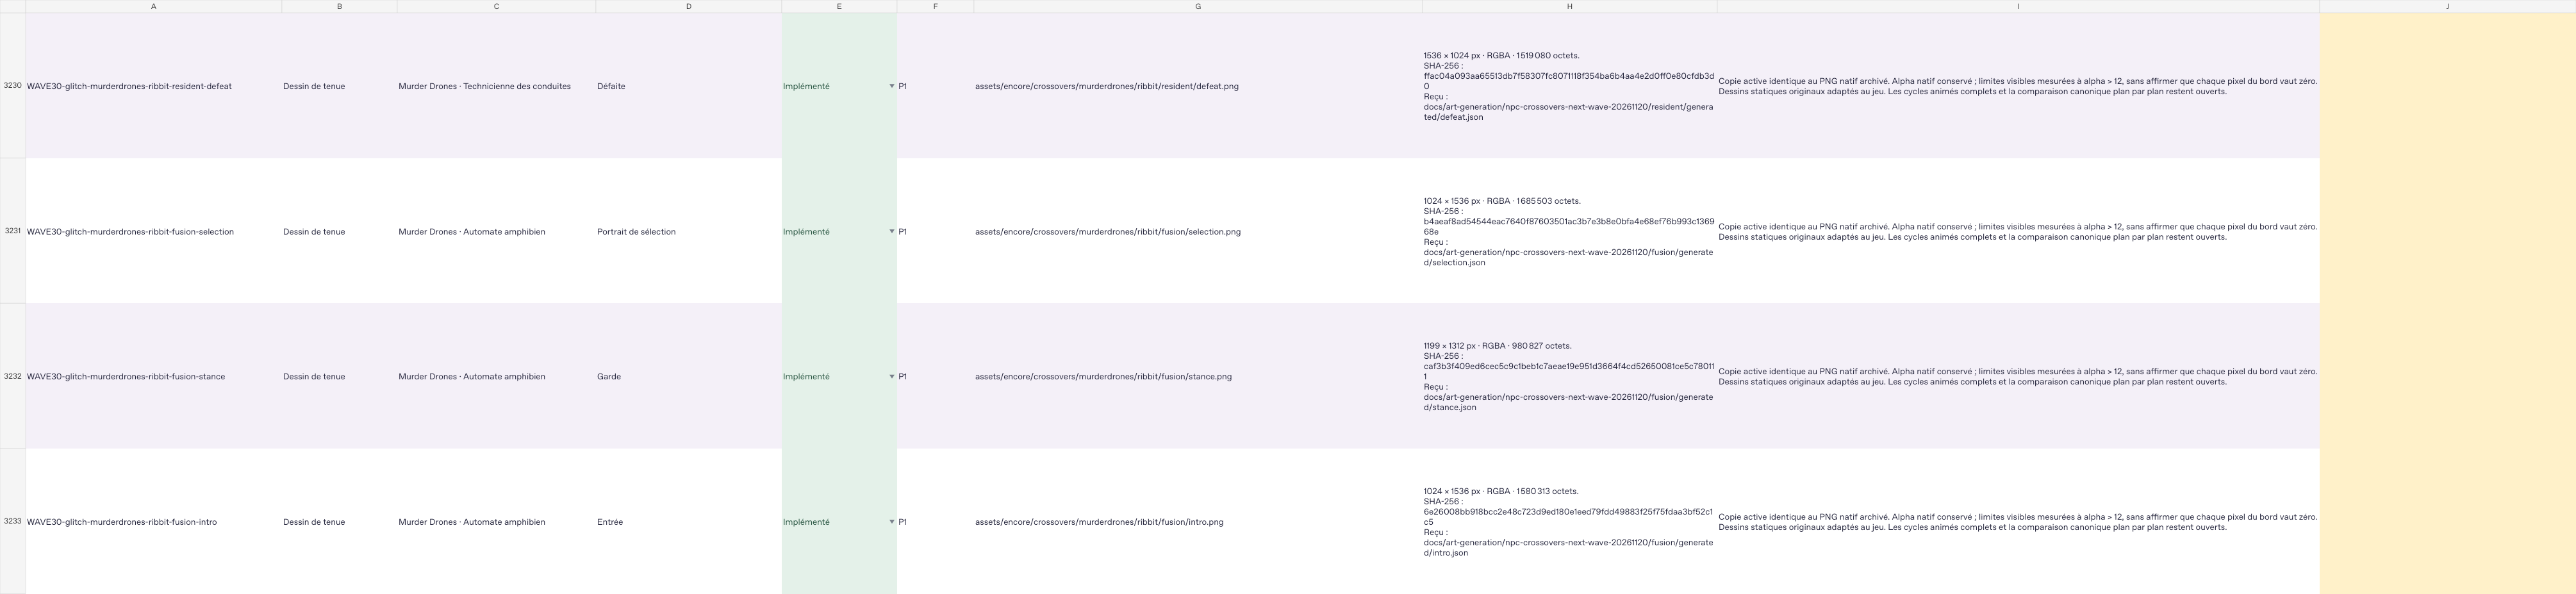 A B C D E F G H I J
3230 WAVE30-glitch-murderdrones-ribbit-resident-defeat Dessin de tenue Murder Drones · Technicienne des conduites Défaite Implémenté P1 assets/encore/crossovers/murderdrones/ribbit/resident/defeat.png
1536 × 1024 px · RGBA · 1 519 080 octets.
SHA-256 :
ffac04a093aa65513db7f58307fc8071118f354ba6b4aa4e2d0ff0e80cfdb3d
0
Reçu :
docs/art-generation/npc-crossovers-next-wave-20261120/resident/genera
ted/defeat.json
Copie active identique au PNG natif archivé. Alpha natif conservé ; limites visibles mesurées à alpha > 12, sans affirmer que chaque pixel du bord vaut zéro.
Dessins statiques originaux adaptés au jeu. Les cycles animés complets et la comparaison canonique plan par plan restent ouverts.
3231 WAVE30-glitch-murderdrones-ribbit-fusion-selection Dessin de tenue Murder Drones · Automate amphibien Portrait de sélection Implémenté P1 assets/encore/crossovers/murderdrones/ribbit/fusion/selection.png
1024 × 1536 px · RGBA · 1 685 503 octets.
SHA-256 :
b4aeaf8ad54544eac7640f87603501ac3b7e3b8e0bfa4e68ef76b993c1369
68e
Reçu :
docs/art-generation/npc-crossovers-next-wave-20261120/fusion/generate
d/selection.json
Copie active identique au PNG natif archivé. Alpha natif conservé ; limites visibles mesurées à alpha > 12, sans affirmer que chaque pixel du bord vaut zéro.
Dessins statiques originaux adaptés au jeu. Les cycles animés complets et la comparaison canonique plan par plan restent ouverts.
3232 WAVE30-glitch-murderdrones-ribbit-fusion-stance Dessin de tenue Murder Drones · Automate amphibien Garde Implémenté P1 assets/encore/crossovers/murderdrones/ribbit/fusion/stance.png
1199 × 1312 px · RGBA · 980 827 octets.
SHA-256 :
caf3b3f409ed6cec5c9c1beb1c7aeae19e951d3664f4cd52650081ce5c78011
1
Reçu :
docs/art-generation/npc-crossovers-next-wave-20261120/fusion/generate
d/stance.json
Copie active identique au PNG natif archivé. Alpha natif conservé ; limites visibles mesurées à alpha > 12, sans affirmer que chaque pixel du bord vaut zéro.
Dessins statiques originaux adaptés au jeu. Les cycles animés complets et la comparaison canonique plan par plan restent ouverts.
3233 WAVE30-glitch-murderdrones-ribbit-fusion-intro Dessin de tenue Murder Drones · Automate amphibien Entrée Implémenté P1 assets/encore/crossovers/murderdrones/ribbit/fusion/intro.png
1024 × 1536 px · RGBA · 1 580 313 octets.
SHA-256 :
6e26008bb918bcc2e48c723d9ed180e1eed79fdd49883f25f75fdaa3bf52c1
c5
Reçu :
docs/art-generation/npc-crossovers-next-wave-20261120/fusion/generate
d/intro.json
Copie active identique au PNG natif archivé. Alpha natif conservé ; limites visibles mesurées à alpha > 12, sans affirmer que chaque pixel du bord vaut zéro.
Dessins statiques originaux adaptés au jeu. Les cycles animés complets et la comparaison canonique plan par plan restent ouverts.